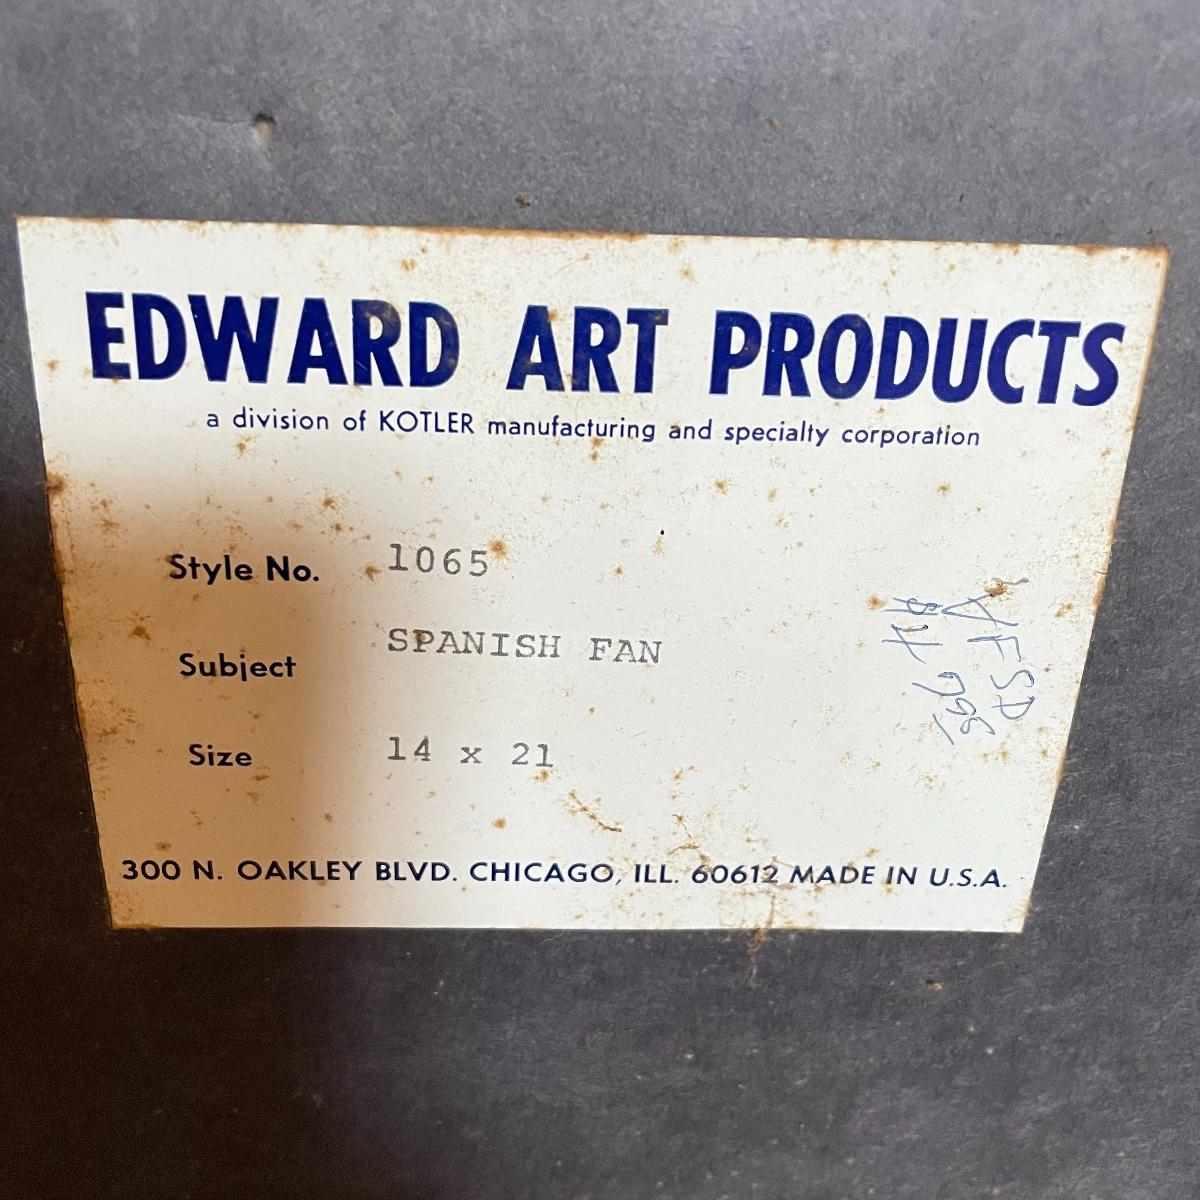 EDWARD ART PRODUCTS
a division of KOTLER manufacturing and specialty corporation
Style No. 1065
Subject SPANISH FAN
Size 14 x 21
300 N. OAKLEY BLVD. CHICAGO, ILL. 60612 MADE IN U.S.A.